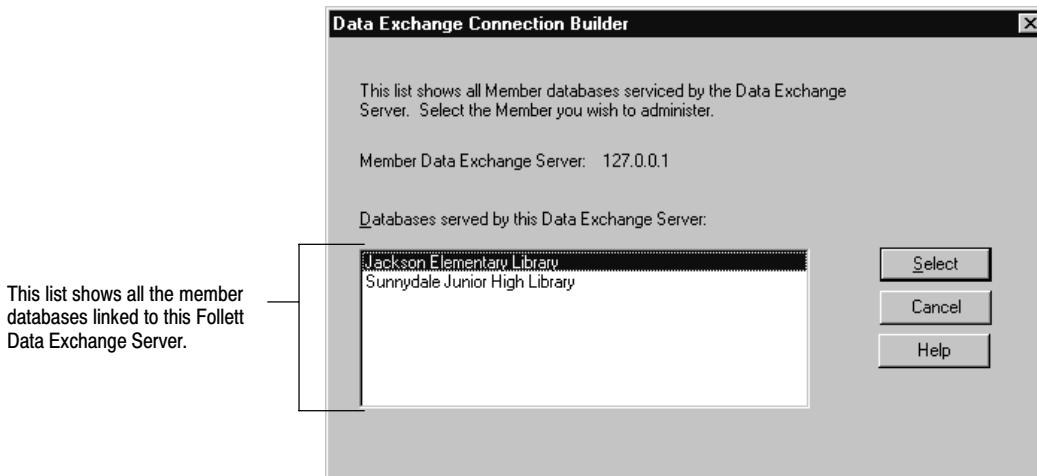 Data Exchange Connection Builder
This list shows all Member databases serviced by the Data Exchange
Server. Select the Member you wish to administer.
Member Data Exchange Server: 127.0.0.1
Databases served by this Data Exchange Server:
Jackson Elementary Library
Sunnydale Junior High Library
Select
Cancel
Help
This list shows all the member
databases linked to this Follett
Data Exchange Server.